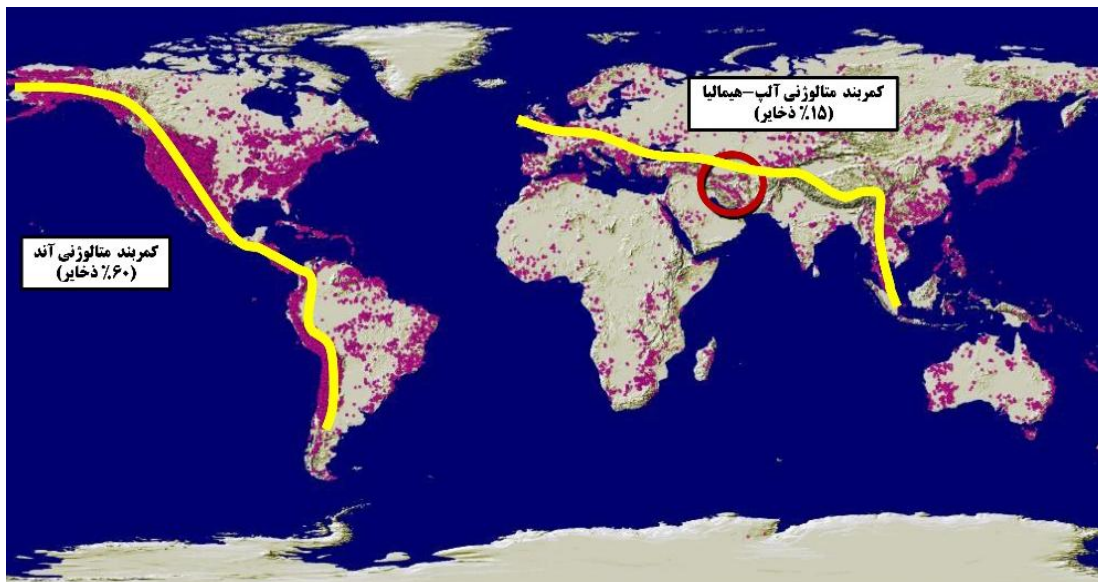 کمربند متالوژنی آلپ-هیمالیا
(۱۵٪ ذخایر)
کمربند متالوژنی آند
(۶۰٪ ذخایر)